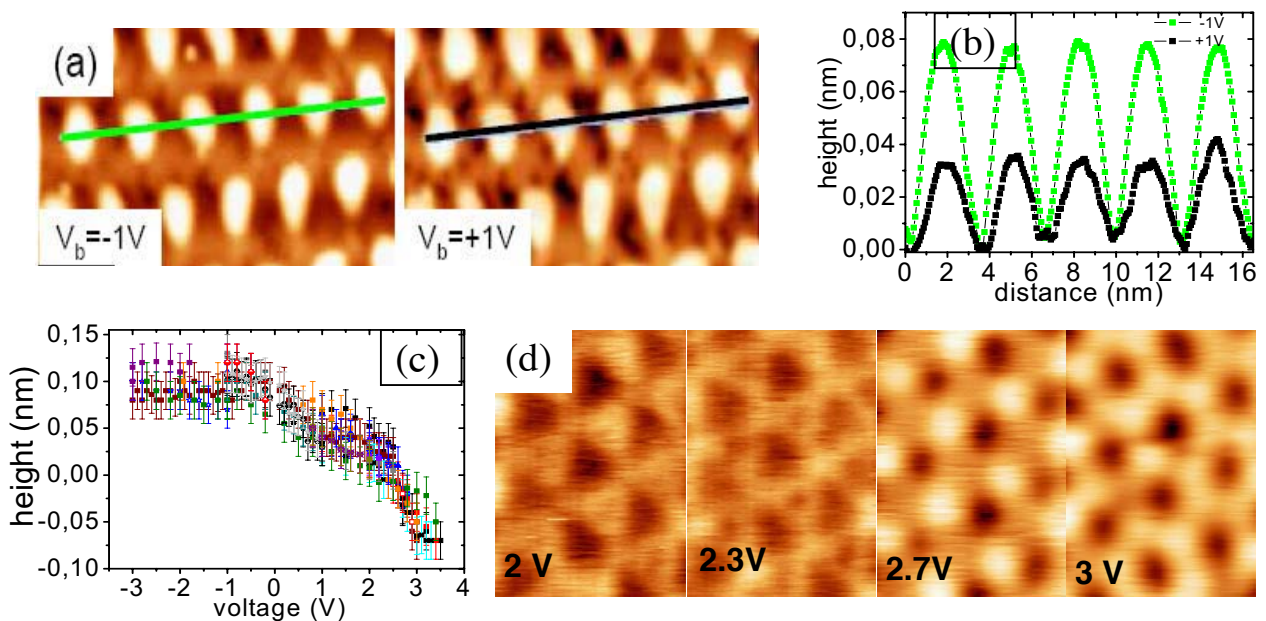 (a)
V_b=-1V
V_b=+1V
(b)
-1V
+1V
height (nm)
0,08
0,06
0,04
0,02
0,00
0 2 4 6 8 10 12 14 16
distance (nm)
(c)
height (nm)
0,15
0,10
0,05
0,00
-0,05
-0,10
-3 -2 -1 0 1 2 3 4
voltage (V)
(d)
2 V
2.3V
2.7V
3 V